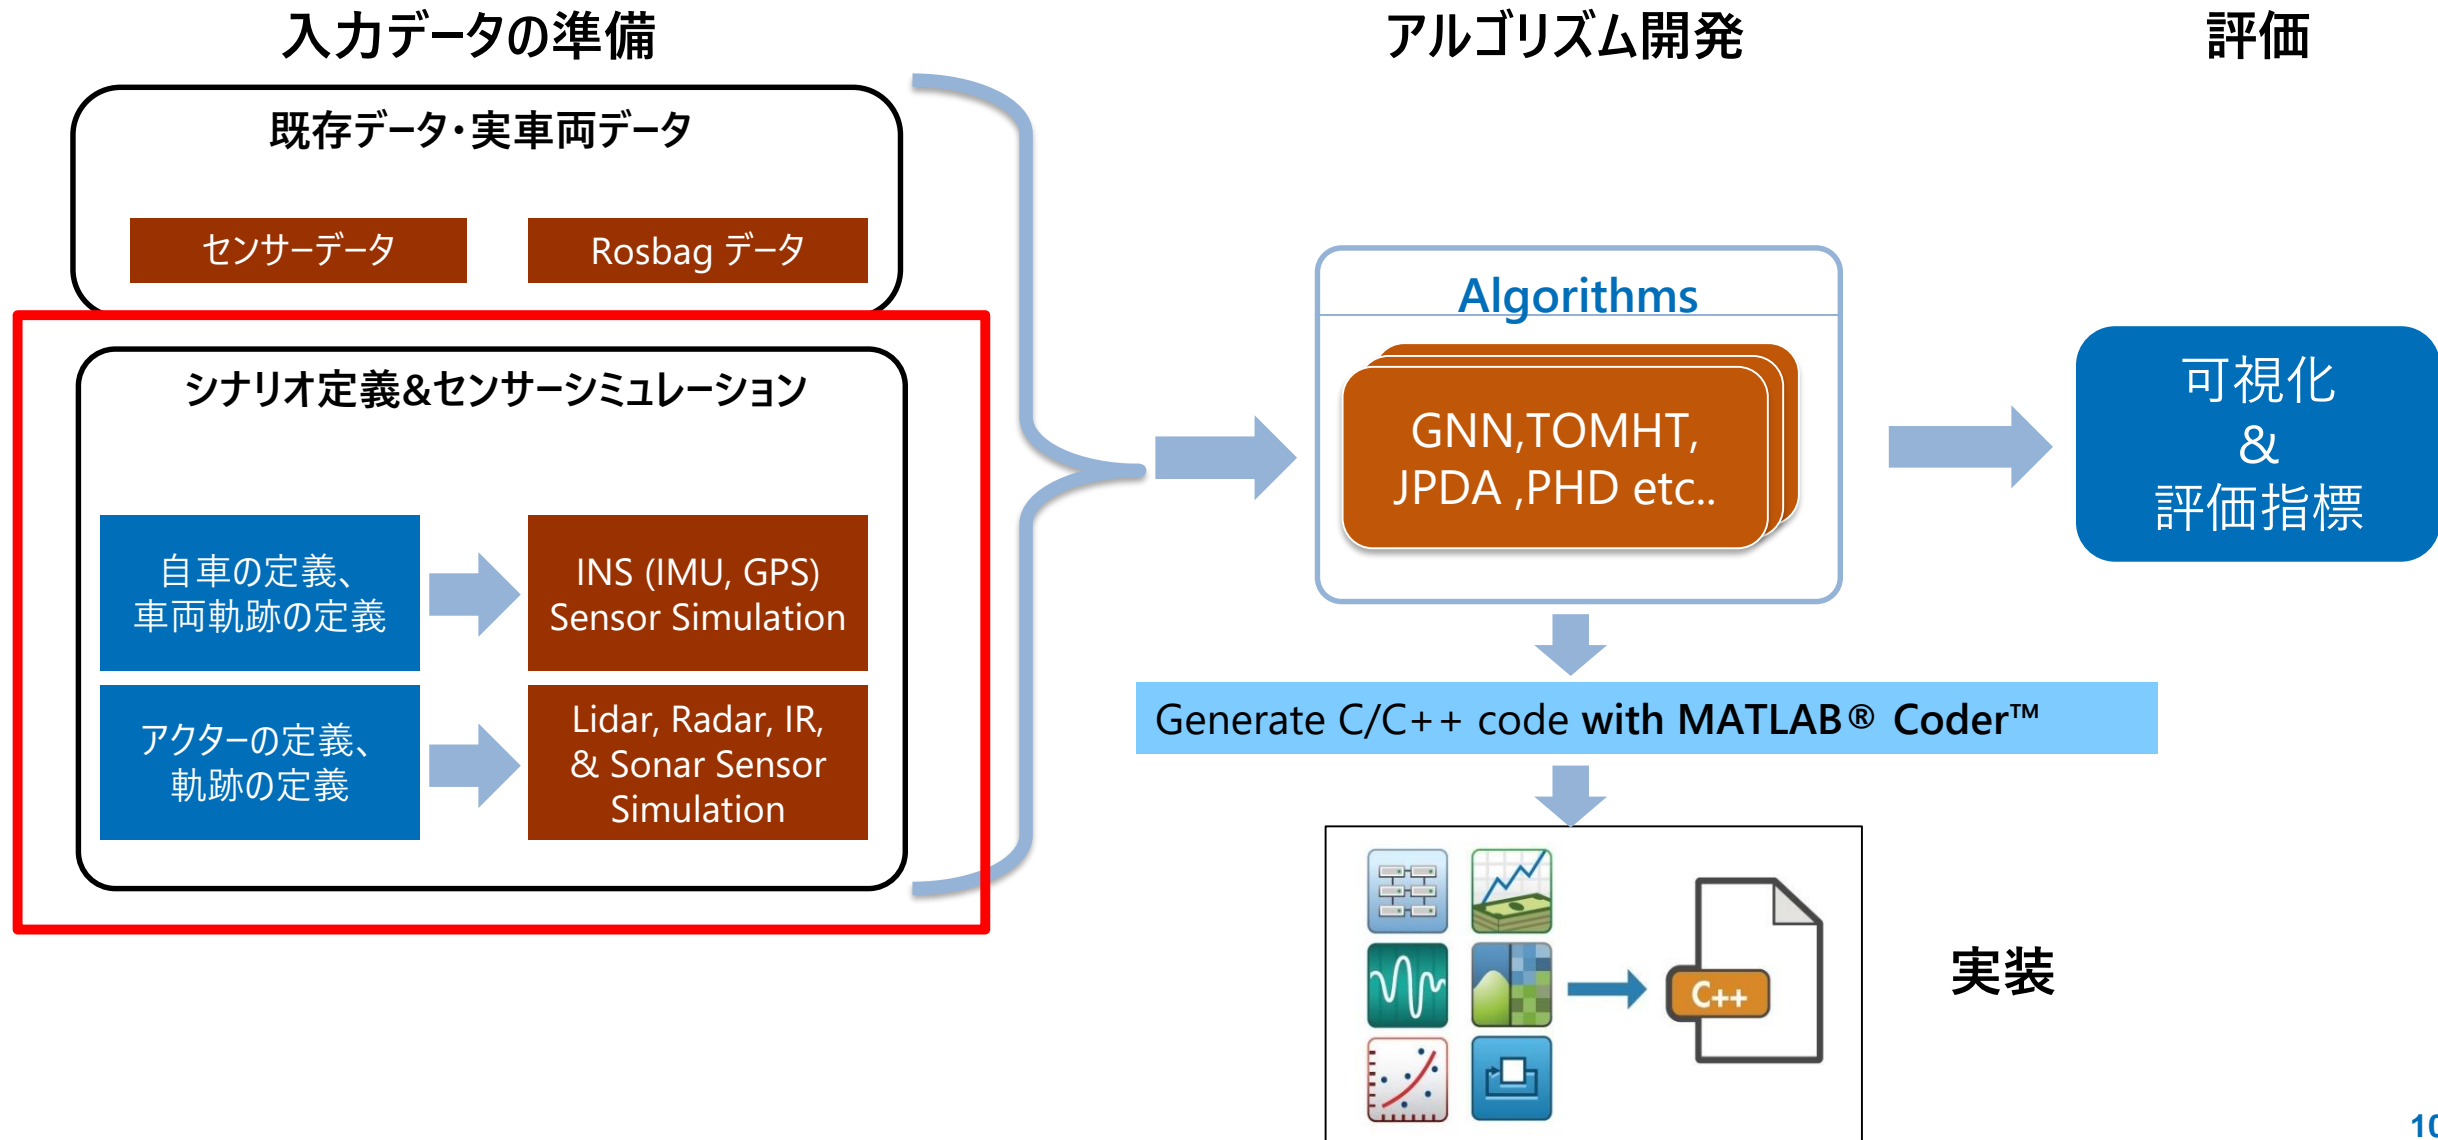 入力データの準備
アルゴリズム開発
評価
既存データ・実車両データ
センサーデータ
Rosbag データ
シナリオ定義&センサーシミュレーション
自車の定義、
車両軌跡の定義
INS (IMU, GPS)
Sensor Simulation
アクターの定義、
軌跡の定義
Lidar, Radar, IR,
& Sonar Sensor
Simulation
Algorithms
GNN,TOMHT,
JPDA ,PHD etc..
可視化
&
評価指標
Generate C/C++ code with MATLAB® Coder™
C++
実装
10